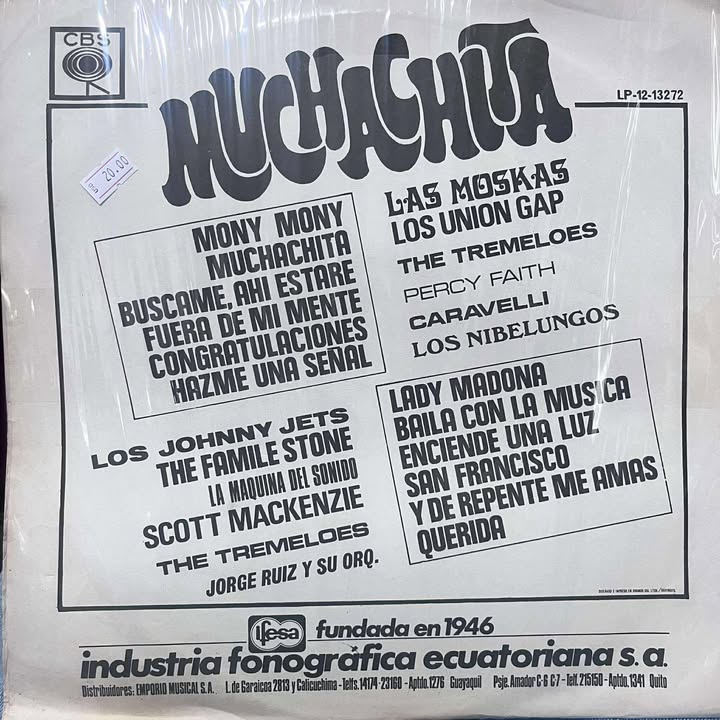 CBS
MUCHACHITA
LP-12-13272
20.00
MONY MONY
MUCHACHITA
BUSCAME, AHI ESTARE
FUERA DE MI MENTE
CONGRATULACIONES
HAZME UNA SEÑAL
LAS MOSKAS
LOS UNION GAP
THE TREMELOES
PERCY FAITH
CARAVELLI
LOS NIBELUNGOS
LOS JOHNNY JETS
THE FAMILE STONE
LA MAQUINA DEL SONIDO
SCOTT MACKENZIE
THE TREMELOES
JORGE RUIZ Y SU ORQ.
LADY MADONA
BAILA CON LA MUSICA
ENCIENDE UNA LUZ
SAN FRANCISCO
Y DE REPENTE ME AMAS
QUERIDA
ifesa fundada en 1946
industria fonográfica ecuatoriana s.a.
Distribuidores: EMPORIO MUSICAL S.A. L. de Garaicoa 2813 y Calicuchima - Telfs. 14174 - 23160 - Aptdo. 1276 Guayaquil Psje. Amador C-6 C-7 - Telf. 215150 - Aptdo. 1341 Quito